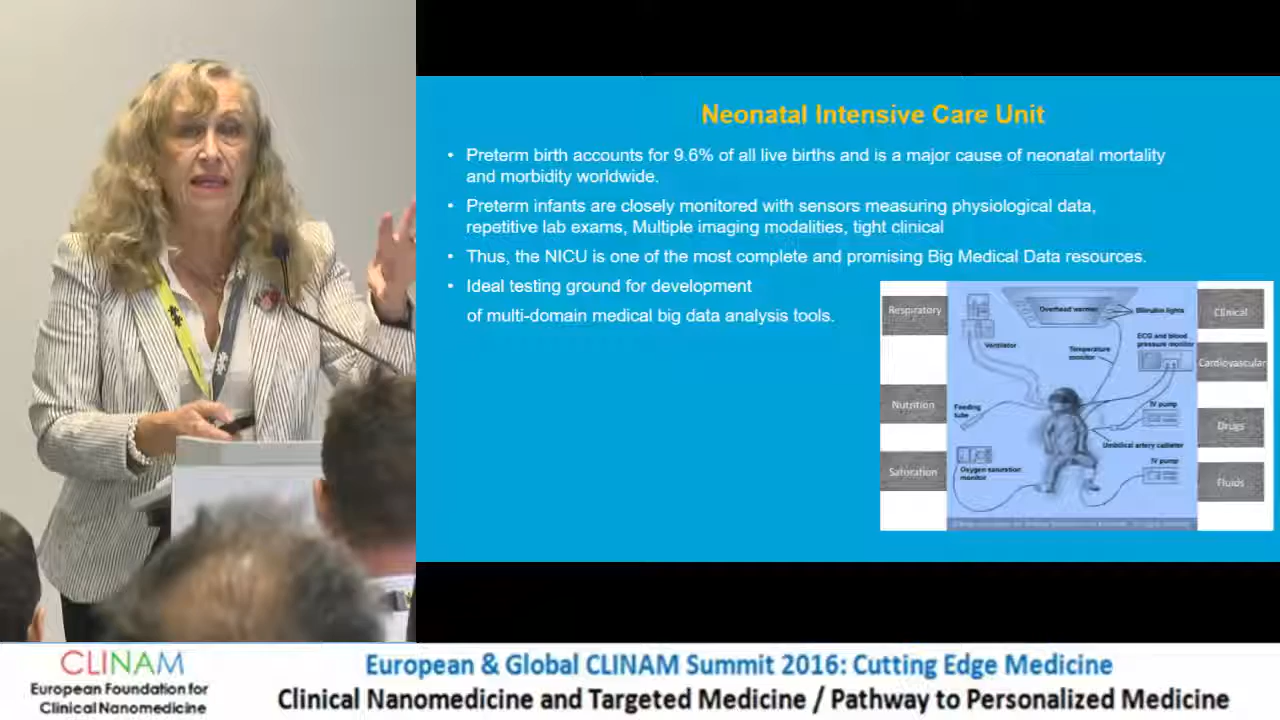 Neonatal Intensive Care Unit
• Preterm birth accounts for 9.6% of all live births and is a major cause of neonatal mortality
and morbidity worldwide.
• Preterm infants are closely monitored with sensors measuring physiological data,
repetitive lab exams, Multiple imaging modalities, tight clinical
• Thus, the NICU is one of the most complete and promising Big Medical Data resources.
• Ideal testing ground for development
of multi-domain medical big data analysis tools.
Respiratory
Nutrition
Saturation
Overhead warmer
Bilirubin lights
Ventilator
Temperature
monitor
ECG and blood
pressure monitor
Feeding
tube
IV pump
Umbilical artery catheter
Oxygen saturation
monitor
IV pump
Clinical
Cardiovascular
Drugs
Fluids
CLINAM
European Foundation for
Clinical Nanomedicine
European & Global CLINAM Summit 2016: Cutting Edge Medicine
Clinical Nanomedicine and Targeted Medicine / Pathway to Personalized Medicine